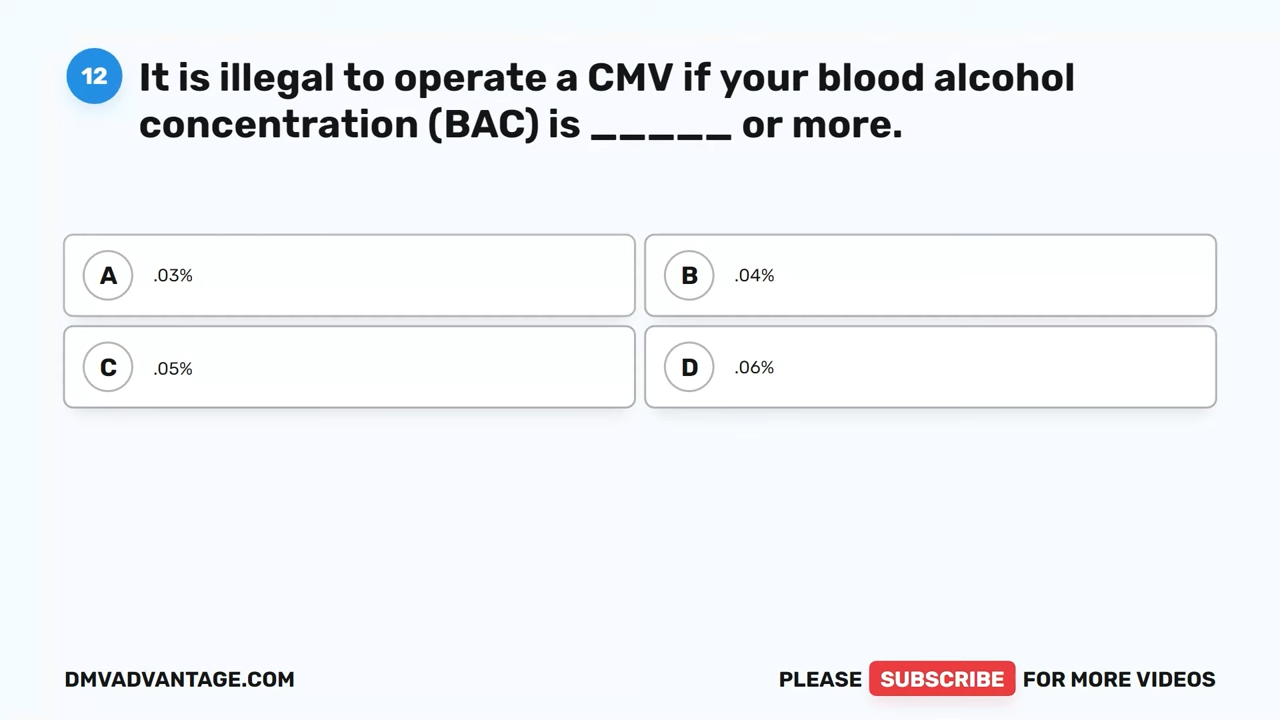 12
It is illegal to operate a CMV if your blood alcohol
concentration (BAC) is _____ or more.
A .03%
B .04%
C .05%
D .06%
DMVADVANTAGE.COM
PLEASE SUBSCRIBE FOR MORE VIDEOS